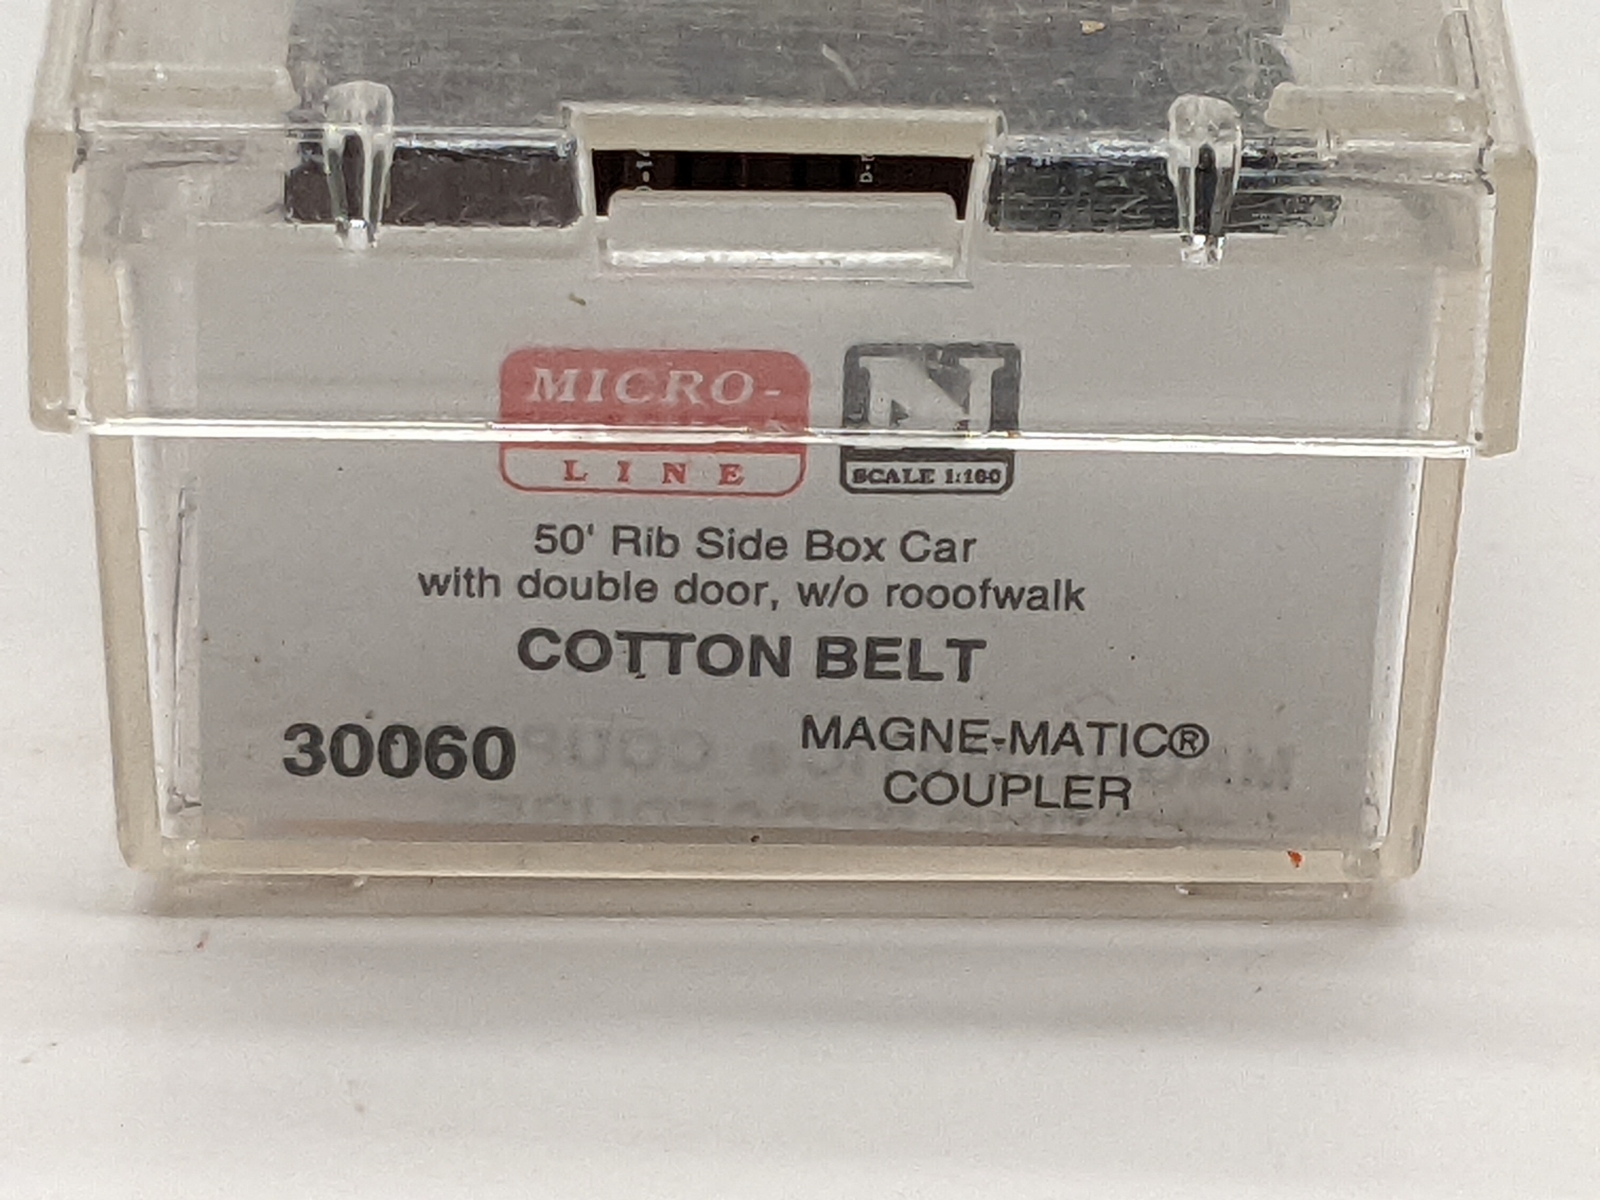 MICRO-
LINE
N
SCALE 1:160
50' Rib Side Box Car
with double door, w/o rooofwalk
COTTON BELT
30060
MAGNE-MATIC®
COUPLER